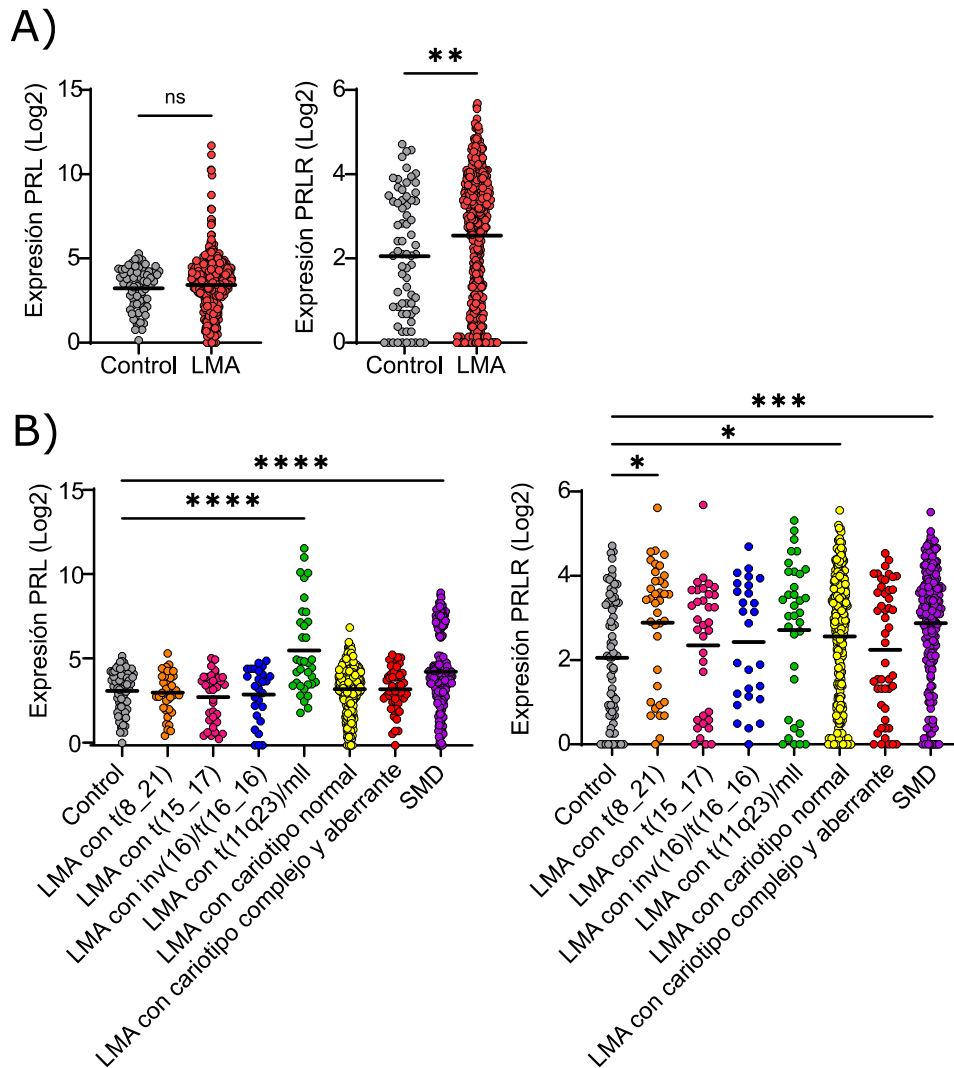 A)
Expresión PRL (Log2)
15
10
5
0
ns
Control
LMA
Expresión PRLR (Log2)
6
4
2
0
**
Control
LMA
B)
Expresión PRL (Log2)
15
10
5
0
****
****
Control
LMA con t(8_21)
LMA con t(15_17)
LMA con inv(16)/t(16_16)
LMA con t(11q23)/mll
LMA con cariotipo normal
LMA con cariotipo complejo y aberrante
SMD
Expresión PRLR (Log2)
6
4
2
0
***
*
*
Control
LMA con t(8_21)
LMA con t(15_17)
LMA con inv(16)/t(16_16)
LMA con t(11q23)/mll
LMA con cariotipo normal
LMA con cariotipo complejo y aberrante
SMD